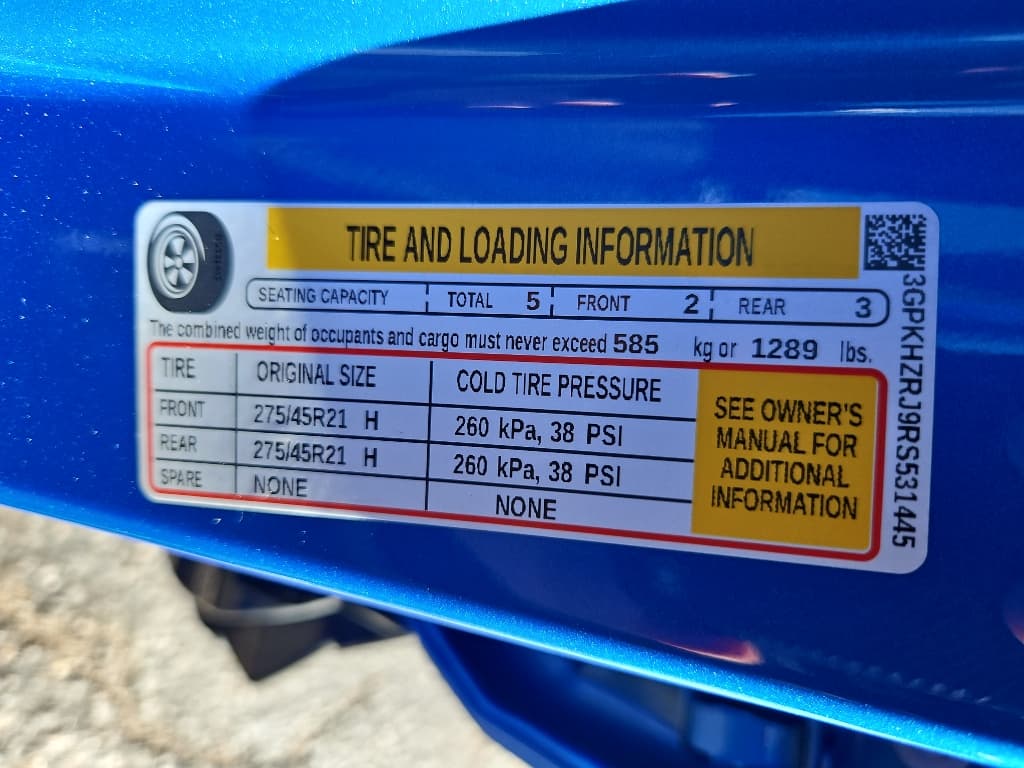 TIRE AND LOADING INFORMATION
SEATING CAPACITY TOTAL 5 FRONT 2 REAR 3
The combined weight of occupants and cargo must never exceed 585 kg or 1289 lbs.
TIRE ORIGINAL SIZE COLD TIRE PRESSURE
FRONT 275/45R21 H 260 kPa, 38 PSI
REAR 275/45R21 H 260 kPa, 38 PSI
SPARE NONE NONE
SEE OWNER'S
MANUAL FOR
ADDITIONAL
INFORMATION
3GPKHZRJ9RS531445